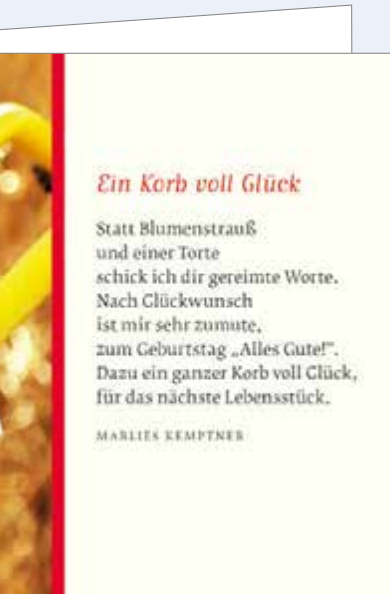 Ein Korb voll Glück
Statt Blumenstrauß
und einer Torte
schick ich dir gereimte Worte.
Nach Glückwunsch
ist mir sehr zumute,
zum Geburtstag „Alles Gute!“.
Dazu ein ganzer Korb voll Glück,
für das nächste Lebensstück.
MARLIES KEMPTNER